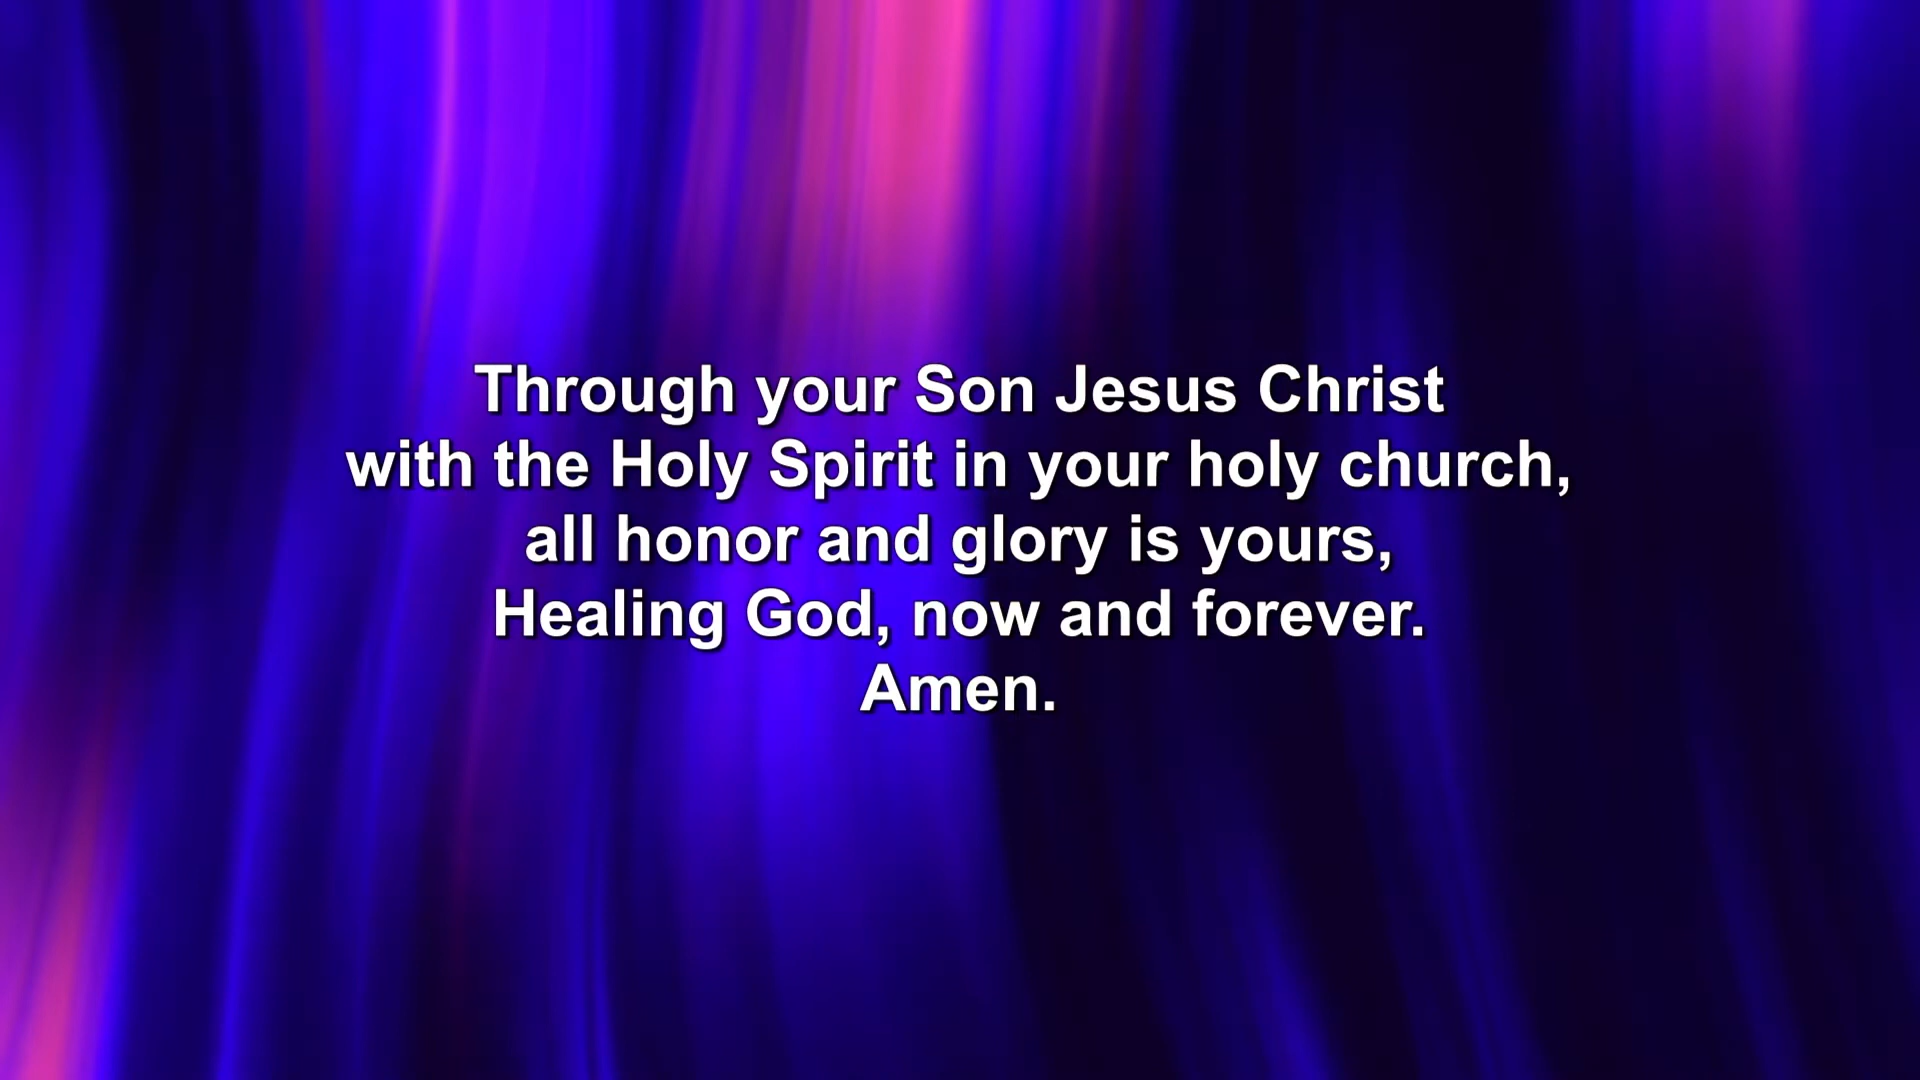 Through your Son Jesus Christ
with the Holy Spirit in your holy church,
all honor and glory is yours,
Healing God, now and forever.
Amen.